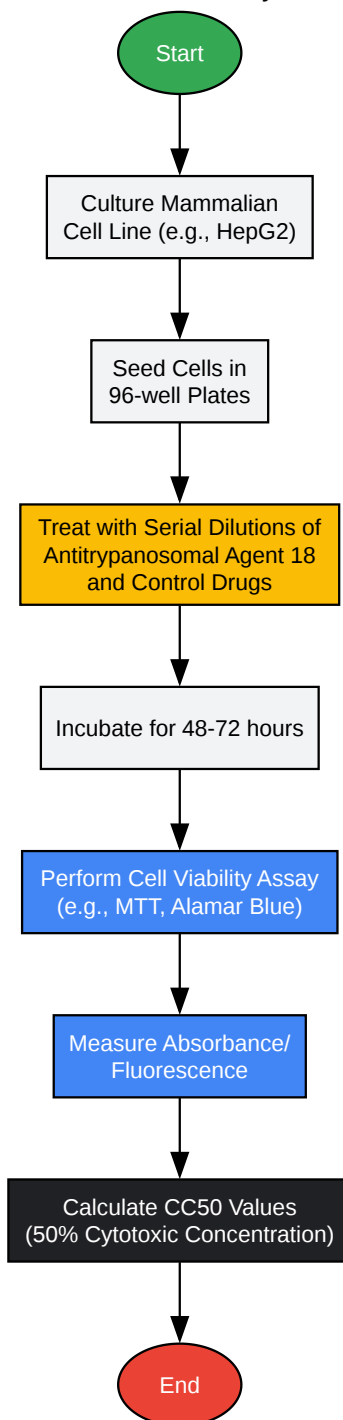 Start
Culture Mammalian
Cell Line (e.g., HepG2)
Seed Cells in
96-well Plates
Treat with Serial Dilutions of
Antitrypanosomal Agent 18
and Control Drugs
Incubate for 48-72 hours
Perform Cell Viability Assay
(e.g., MTT, Alamar Blue)
Measure Absorbance/
Fluorescence
Calculate CC50 Values
(50% Cytotoxic Concentration)
End